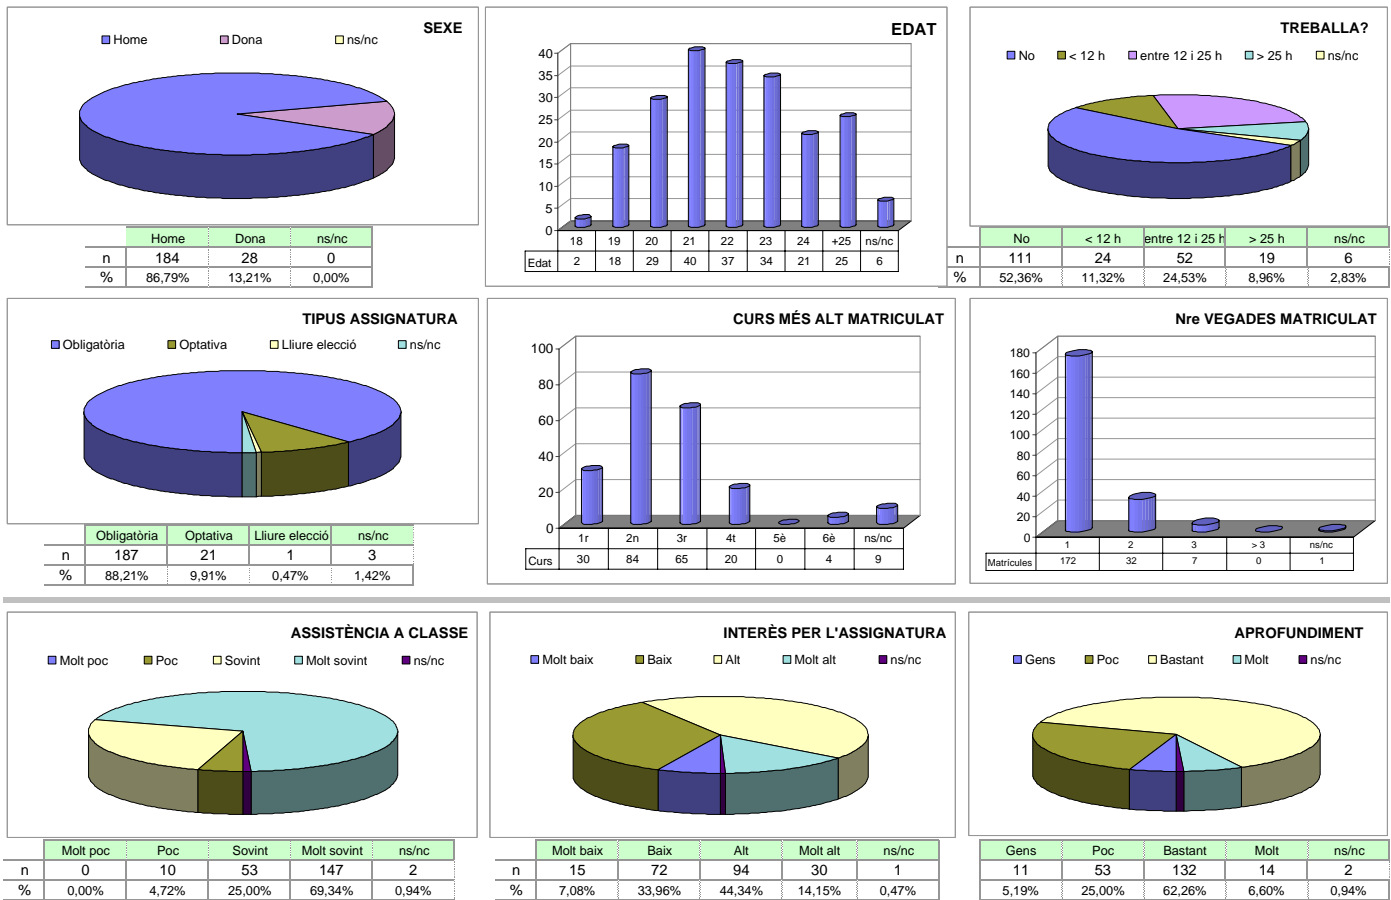 SEXE
Home Dona ns/nc
Home Dona ns/nc
n 184 28 0
% 86,79% 13,21% 0,00%
EDAT
40
35
30
25
20
15
10
5
0
18 19 20 21 22 23 24 +25 ns/nc
Edat 2 18 29 40 37 34 21 25 6
TREBALLA?
No < 12 h entre 12 i 25 h > 25 h ns/nc
No < 12 h entre 12 i 25 h > 25 h ns/nc
n 111 24 52 19 6
% 52,36% 11,32% 24,53% 8,96% 2,83%
TIPUS ASSIGNATURA
Obligatòria Optativa Lliure elecció ns/nc
Obligatòria Optativa Lliure elecció ns/nc
n 187 21 1 3
% 88,21% 9,91% 0,47% 1,42%
CURS MÉS ALT MATRICULAT
100
80
60
40
20
0
1r 2n 3r 4t 5è 6è ns/nc
Curs 30 84 65 20 0 4 9
Nre VEGADES MATRICULAT
180
160
140
120
100
80
60
40
20
0
1 2 3 > 3 ns/nc
Matrícules 172 32 7 0 1
ASSISTÈNCIA A CLASSE
Molt poc Poc Sovint Molt sovint ns/nc
Molt poc Poc Sovint Molt sovint ns/nc
n 0 10 53 147 2
% 0,00% 4,72% 25,00% 69,34% 0,94%
INTERÈS PER L'ASSIGNATURA
Molt baix Baix Alt Molt alt ns/nc
Molt baix Baix Alt Molt alt ns/nc
n 15 72 94 30 1
% 7,08% 33,96% 44,34% 14,15% 0,47%
APROFUNDIMENT
Gens Poc Bastant Molt ns/nc
Gens Poc Bastant Molt ns/nc
11 53 132 14 2
5,19% 25,00% 62,26% 6,60% 0,94%